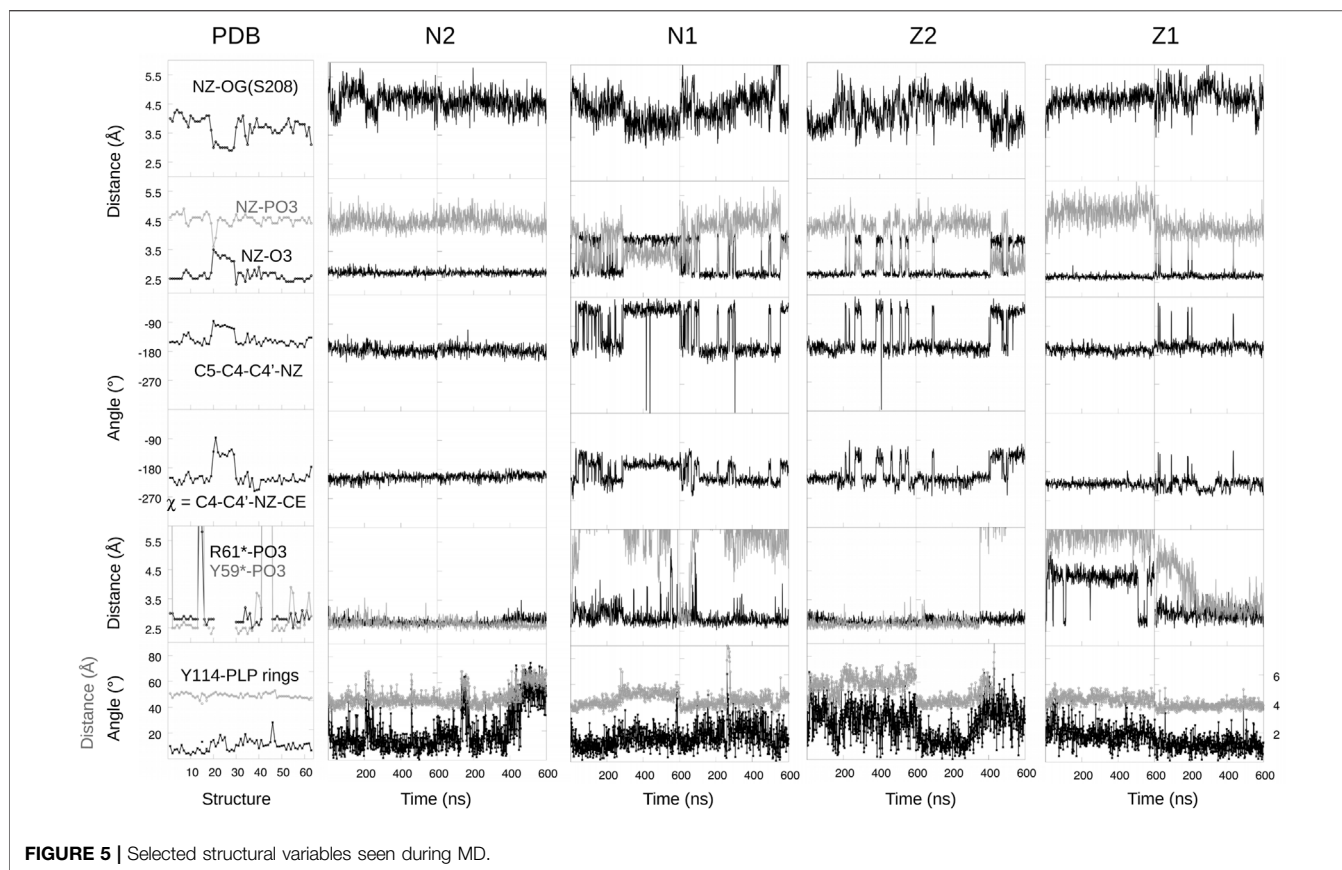 PDB N2 N1 Z2 Z1
Distance (Å)
5.5
4.5
3.5
2.5
NZ-OG(S208)
5.5
4.5
3.5
2.5
NZ-PO3
NZ-O3
Angle (°)
-90
-180
-270
C5-C4-C4'-NZ
-90
-180
-270
χ = C4-C4'-NZ-CE
Distance (Å)
5.5
4.5
3.5
2.5
R61*-PO3
Y59*-PO3
Distance (Å)
Angle (°)
80
60
40
20
Y114-PLP rings
6
4
2
10 20 30 40 50 60
200 400 600 200 400 600
200 400 600 200 400 600
200 400 600 200 400 600
200 400 600 200 400 600
Structure Time (ns) Time (ns) Time (ns) Time (ns)
FIGURE 5 | Selected structural variables seen during MD.